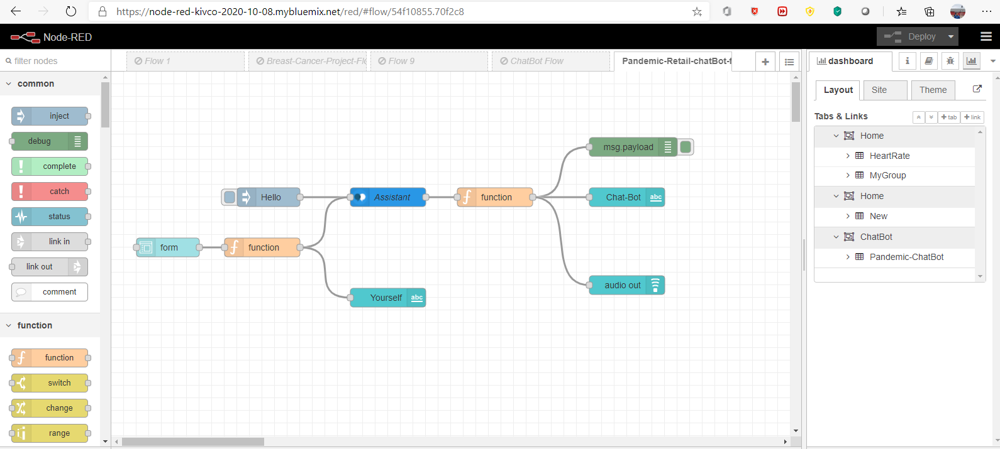 https://node-red-kivco-2020-10-08.mybluemix.net/red/#flow/54f10855.70f2c8
Node-RED
Deploy
filter nodes
Flow 1
Breast-Cancer-Project-Flo
Flow 9
ChatBot Flow
Pandemic-Retail-chatBot-f
dashboard
i
common
inject
debug
complete
catch
status
link in
link out
comment
function
function
switch
change
range
Hello
Assistant
function
msg.payload
Chat-Bot
abc
form
function
audio out
Yourself
abc
Layout
Site
Theme
Tabs & Links
+ tab
+ link
Home
HeartRate
MyGroup
Home
New
ChatBot
Pandemic-ChatBot